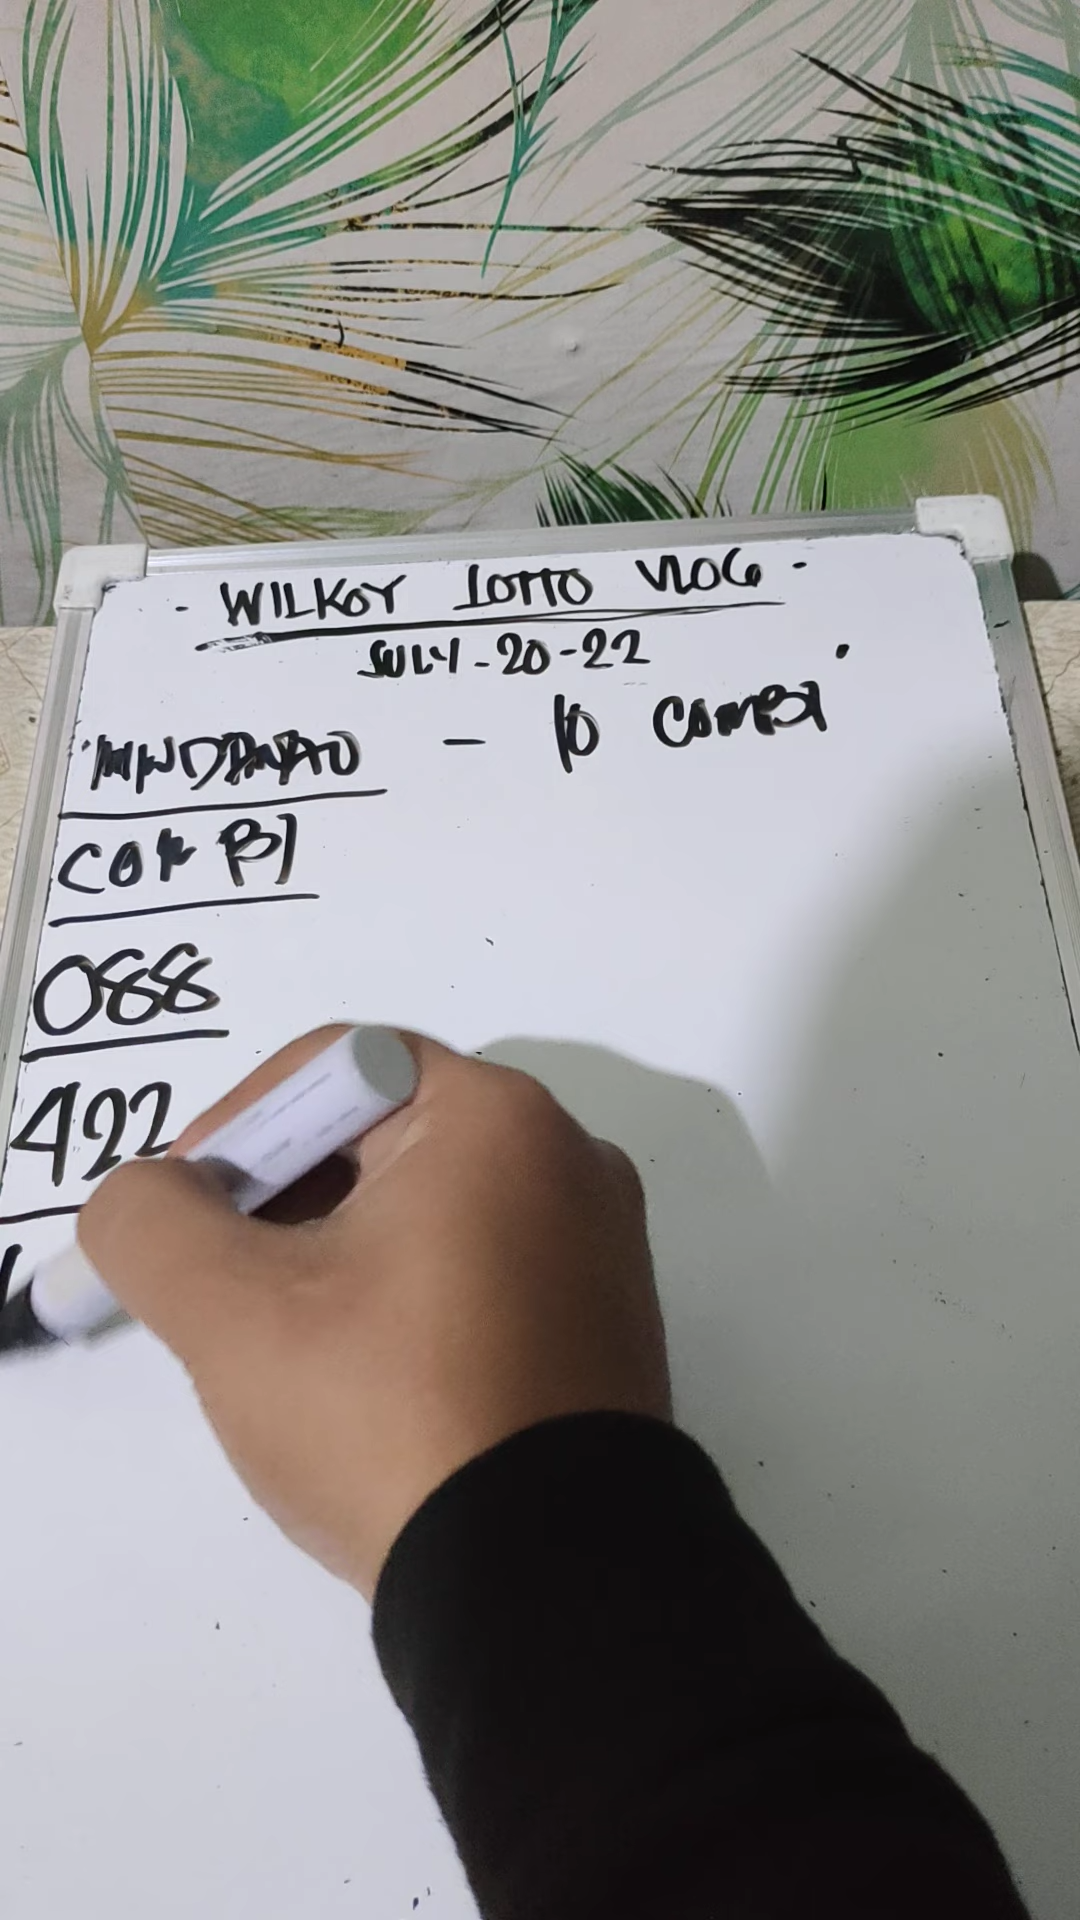 · WILKOY LOTTO VLOG ·
JULY-20-22
MINDANAO - 10 COMBI
COMBI
088
422